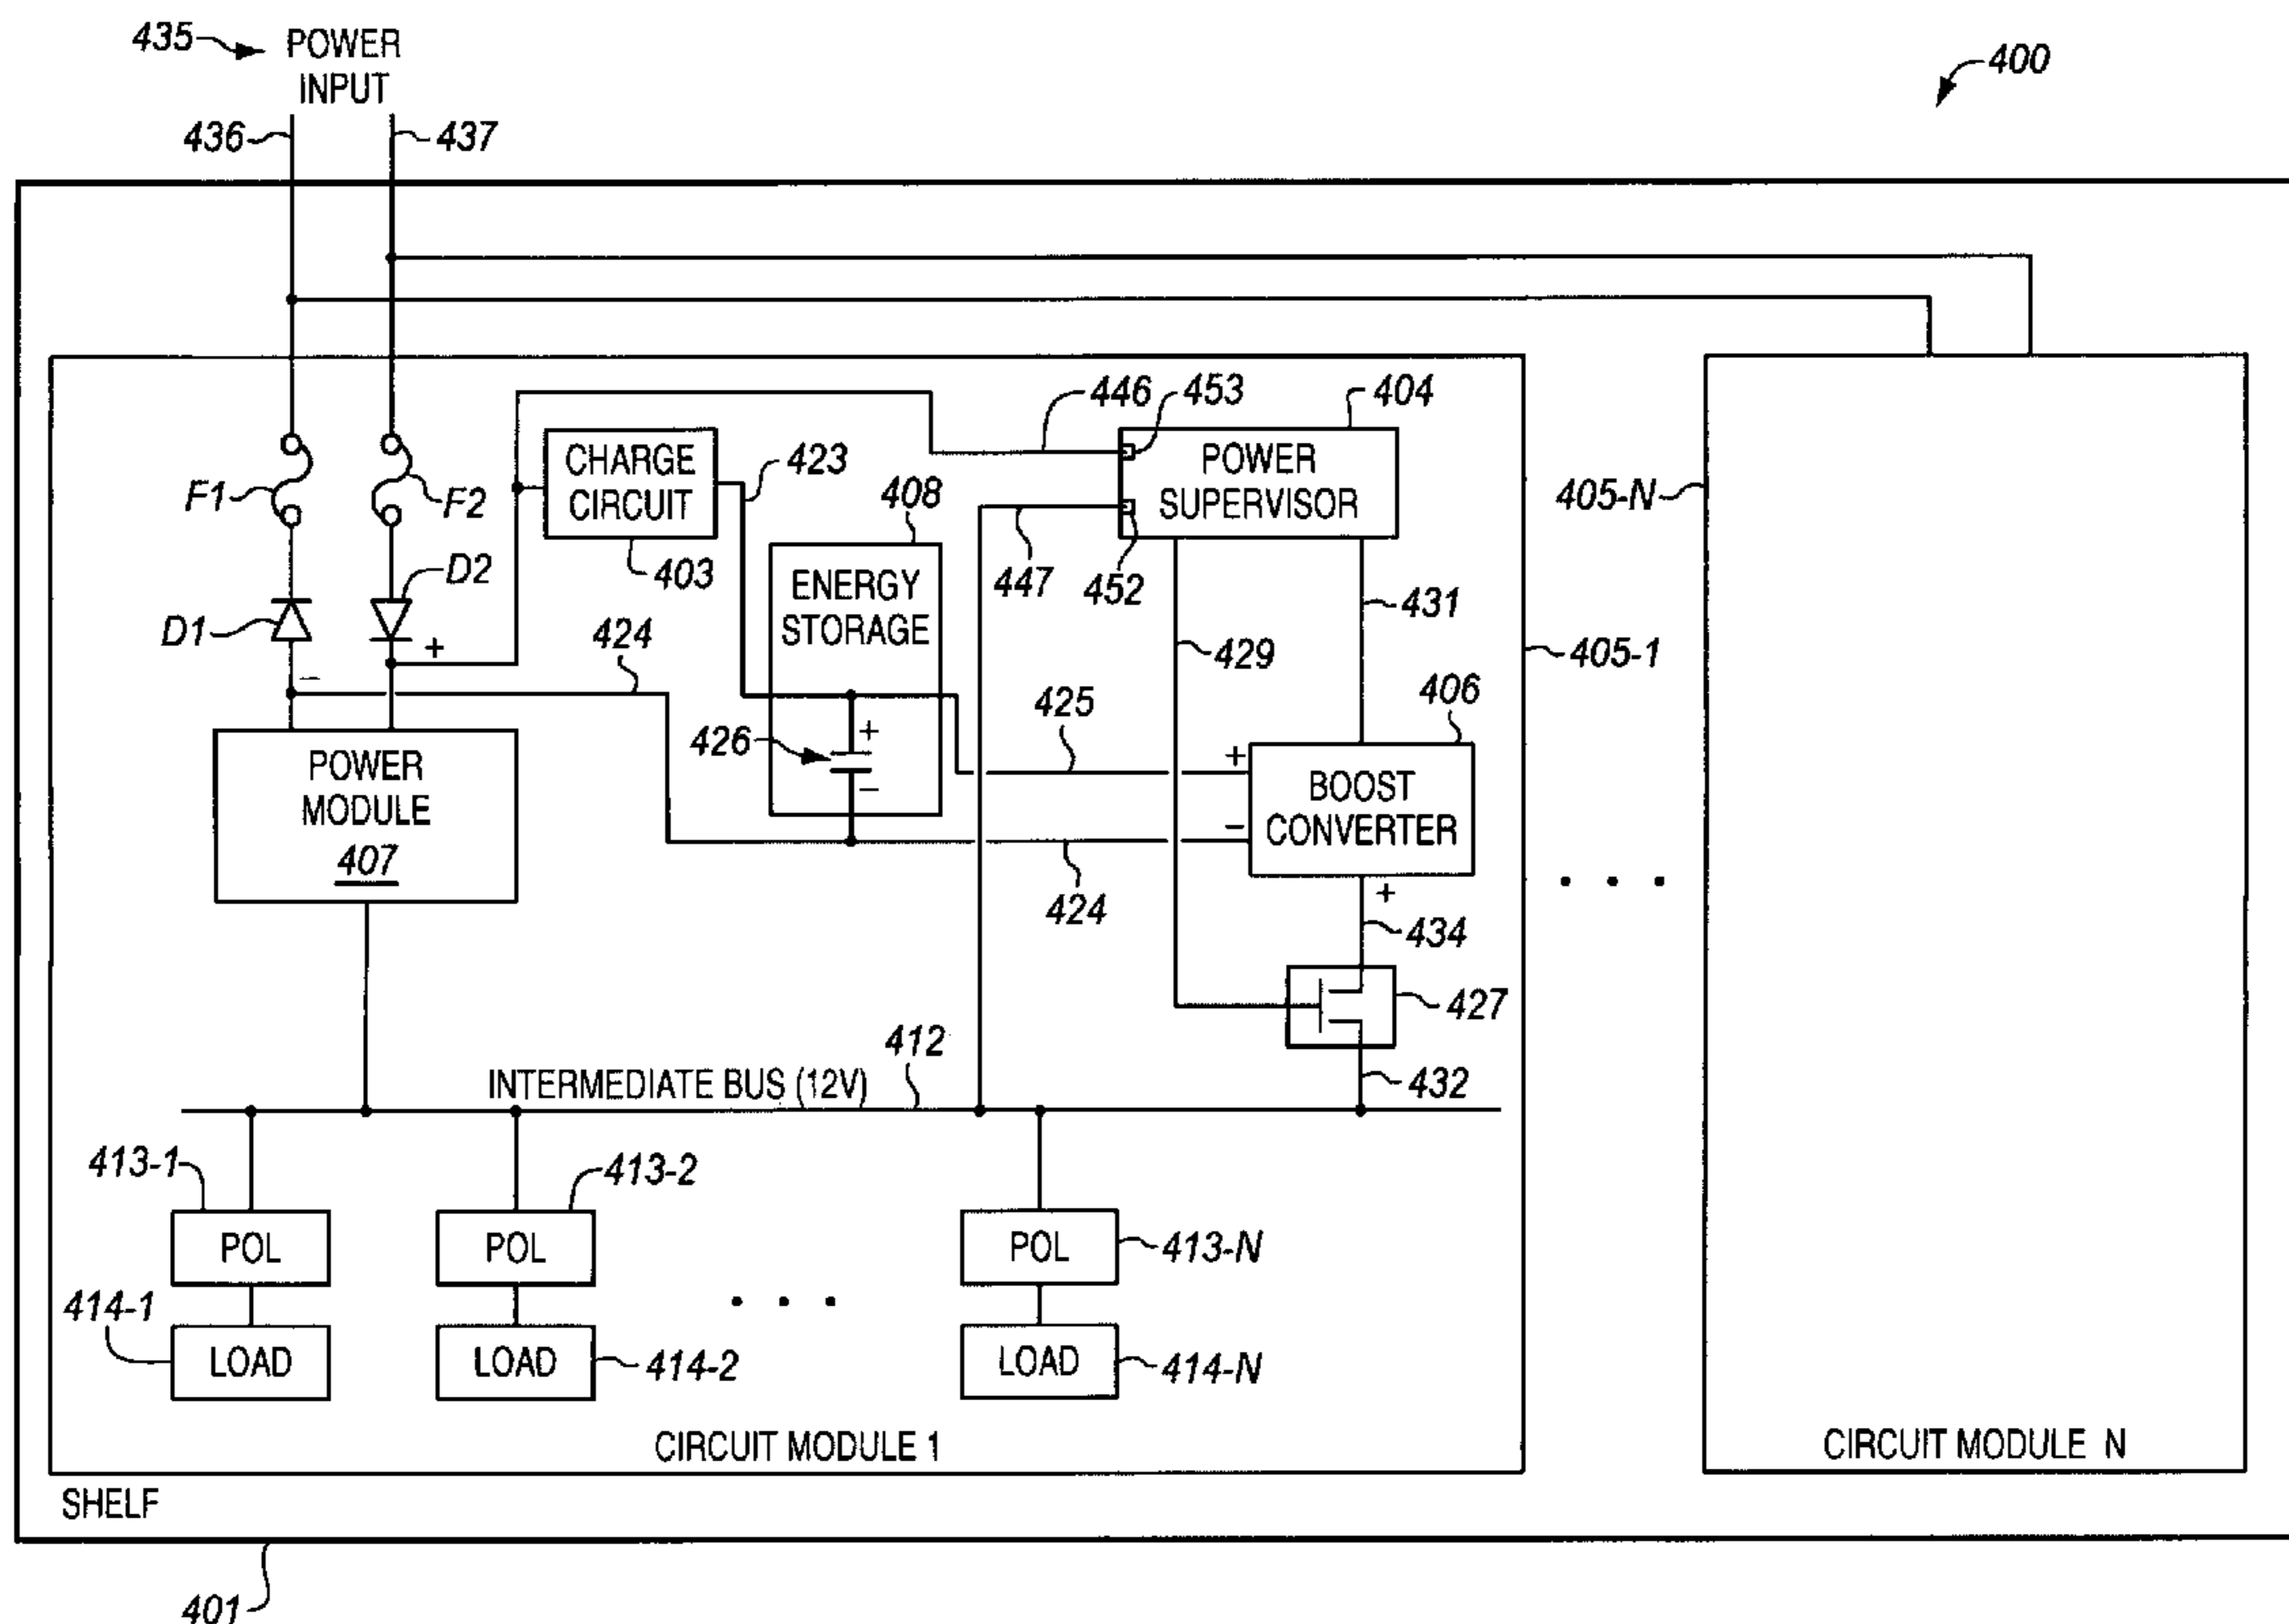 435
POWER
INPUT
400
436
437
F1
F2
CHARGE
CIRCUIT
403
423
446
453
404
POWER
SUPERVISOR
447
452
408
ENERGY
STORAGE
405-N
D1
D2
+
−
424
429
431
405-1
425
406
426
+
−
POWER
MODULE
407
+
−
BOOST
CONVERTER
424
+
434
. . .
427
432
INTERMEDIATE BUS (12V)
412
413-1
POL
413-2
POL
POL
413-N
414-1
LOAD
LOAD
414-2
. . .
LOAD
414-N
CIRCUIT MODULE 1
CIRCUIT MODULE N
SHELF
401